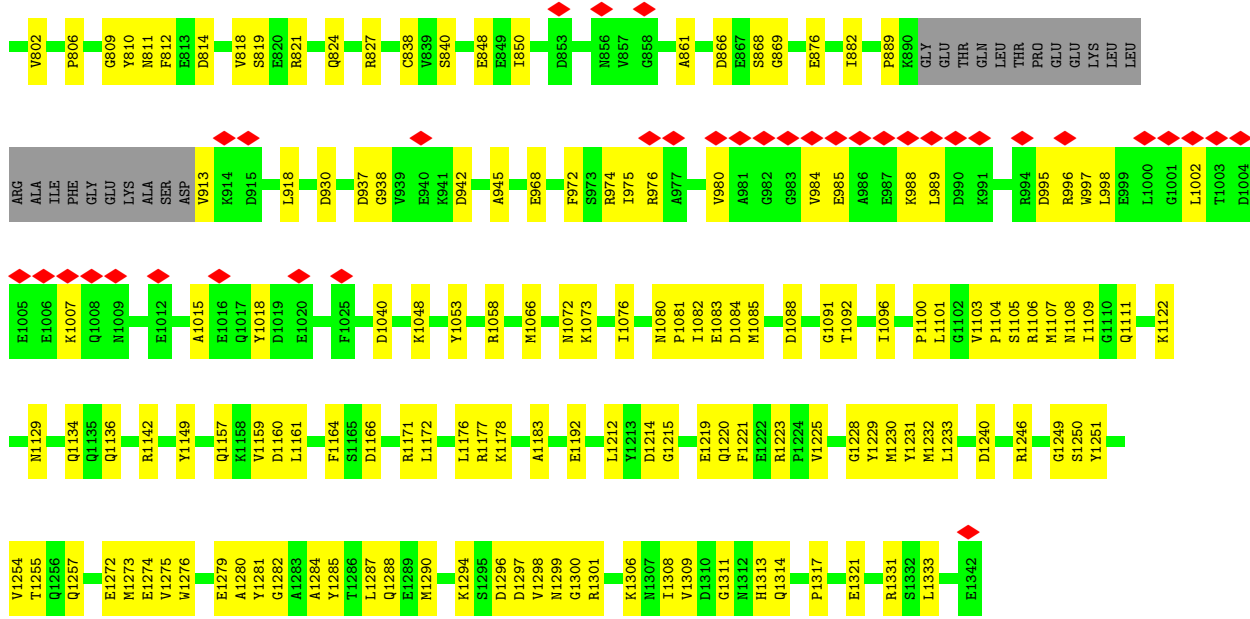 V802 P806 G809 Y810 N811 F812 E813 D814 V818 S819 E820 R821 Q824 R827 C838 V839 S840 E848 E849 I850 D853 N856 V857 G858 A861 D866 E867 S868 G869 E876 I882 P889 K890 GLY GLU THR GLN LEU THR PRO GLU GLU LYS LEU LEU
ARG ALA ILE PHE GLY GLU LYS ALA SER ASP V913 K914 D915 L918 D930 D937 G938 V939 E940 K941 D942 A945 E968 F972 S973 R974 I975 R976 A977 V980 A981 G982 G983 V984 E985 A986 E987 K988 L989 D990 K991 R994 D995 R996 W997 L998 E999 L1000 G1001 L1002 T1003 D1004
E1005 E1006 K1007 Q1008 N1009 E1012 A1015 E1016 Q1017 Y1018 D1019 E1020 F1025 D1040 K1048 Y1053 R1058 M1066 N1072 K1073 I1076 N1080 P1081 I1082 E1083 D1084 M1085 D1088 G1091 T1092 I1096 P1100 L1101 G1102 V1103 P1104 S1105 R1106 M1107 N1108 I1109 G1110 Q1111 K1122
N1129 Q1134 Q1135 Q1136 R1142 Y1149 Q1157 K1158 V1159 D1160 L1161 F1164 S1165 D1166 R1171 L1172 L1176 R1177 K1178 A1183 E1192 L1212 Y1213 D1214 G1215 E1219 Q1220 F1221 E1222 R1223 P1224 V1225 G1228 Y1229 M1230 Y1231 M1232 L1233 D1240 R1246 G1249 S1250 Y1251
V1254 T1255 Q1256 Q1257 E1272 M1273 E1274 V1275 W1276 E1279 A1280 Y1281 G1282 A1283 A1284 Y1285 T1286 L1287 Q1288 E1289 M1290 K1294 S1295 D1296 D1297 V1298 N1299 G1300 R1301 K1306 N1307 I1308 V1309 D1310 G1311 N1312 H1313 Q1314 P1317 E1321 R1331 S1332 L1333 E1342